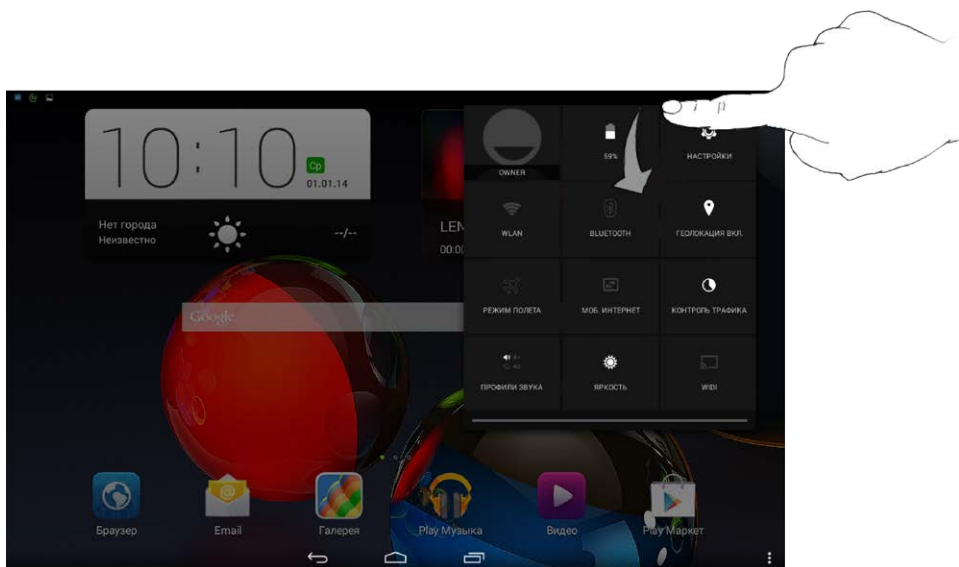 10:10
Ср
01.01.14
Нет города
Неизвестно
--/--
LEN
00:00
Google
OWNER
59%
НАСТРОЙКИ
WLAN
BLUETOOTH
ГЕОЛОКАЦИЯ ВКЛ.
РЕЖИМ ПОЛЕТА
МОБ. ИНТЕРНЕТ
КОНТРОЛЬ ТРАФИКА
ПРОФИЛИ ЗВУКА
ЯРКОСТЬ
WIDI
Браузер
Email
Галерея
Play Музыка
Видео
Play Маркет